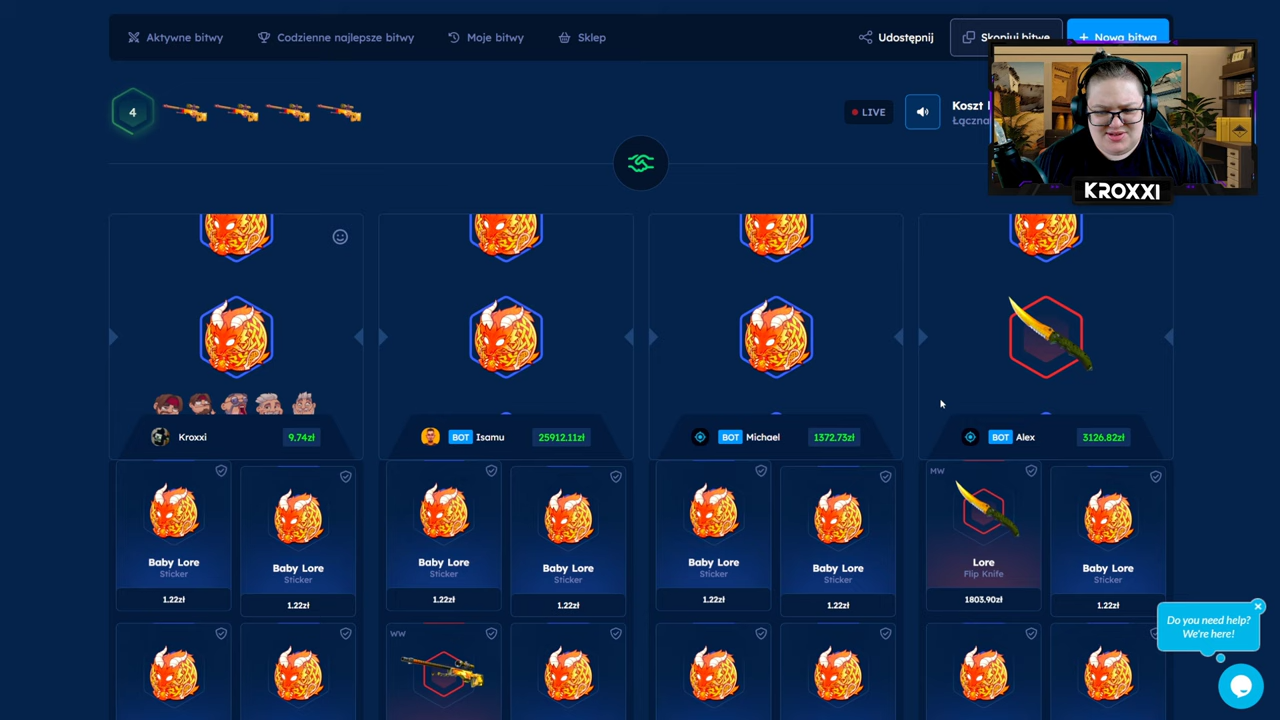 Aktywne bitwy
Codzienne najlepsze bitwy
Moje bitwy
Sklep
Udostępnij
Skopiuj bitwę
+ Nowa bitwa
4
LIVE
Koszt
Łączna
KROXXI
Kroxxi
9.74zł
BOT Isamu
25912.11zł
BOT Michael
1372.73zł
BOT Alex
3126.82zł
Baby Lore
Sticker
1.22zł
Baby Lore
Sticker
1.22zł
Baby Lore
Sticker
1.22zł
Baby Lore
Sticker
1.22zł
Baby Lore
Sticker
1.22zł
Baby Lore
Sticker
1.22zł
MW
Lore
Flip Knife
1803.90zł
Baby Lore
Sticker
1.22zł
WW
Do you need help?
We're here!